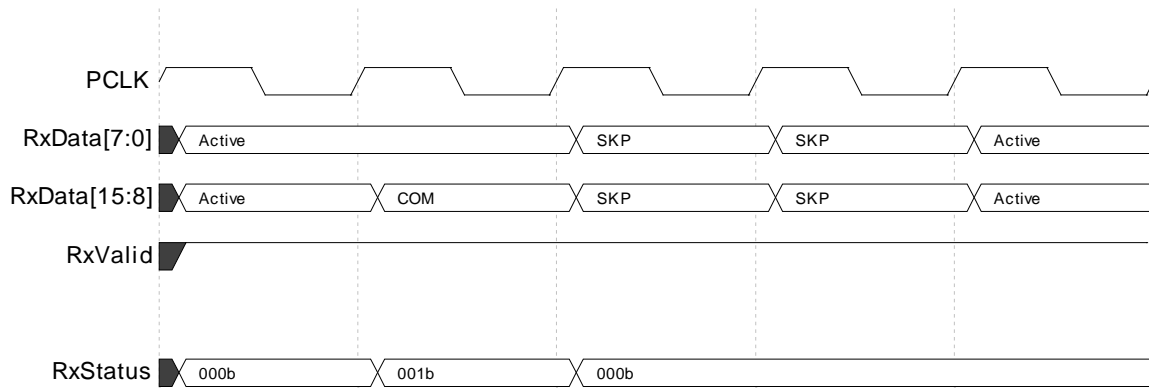 PCLK
RxData[7:0] Active SKP SKP Active
RxData[15:8] Active COM SKP SKP Active
RxValid
RxStatus 000b 001b 000b